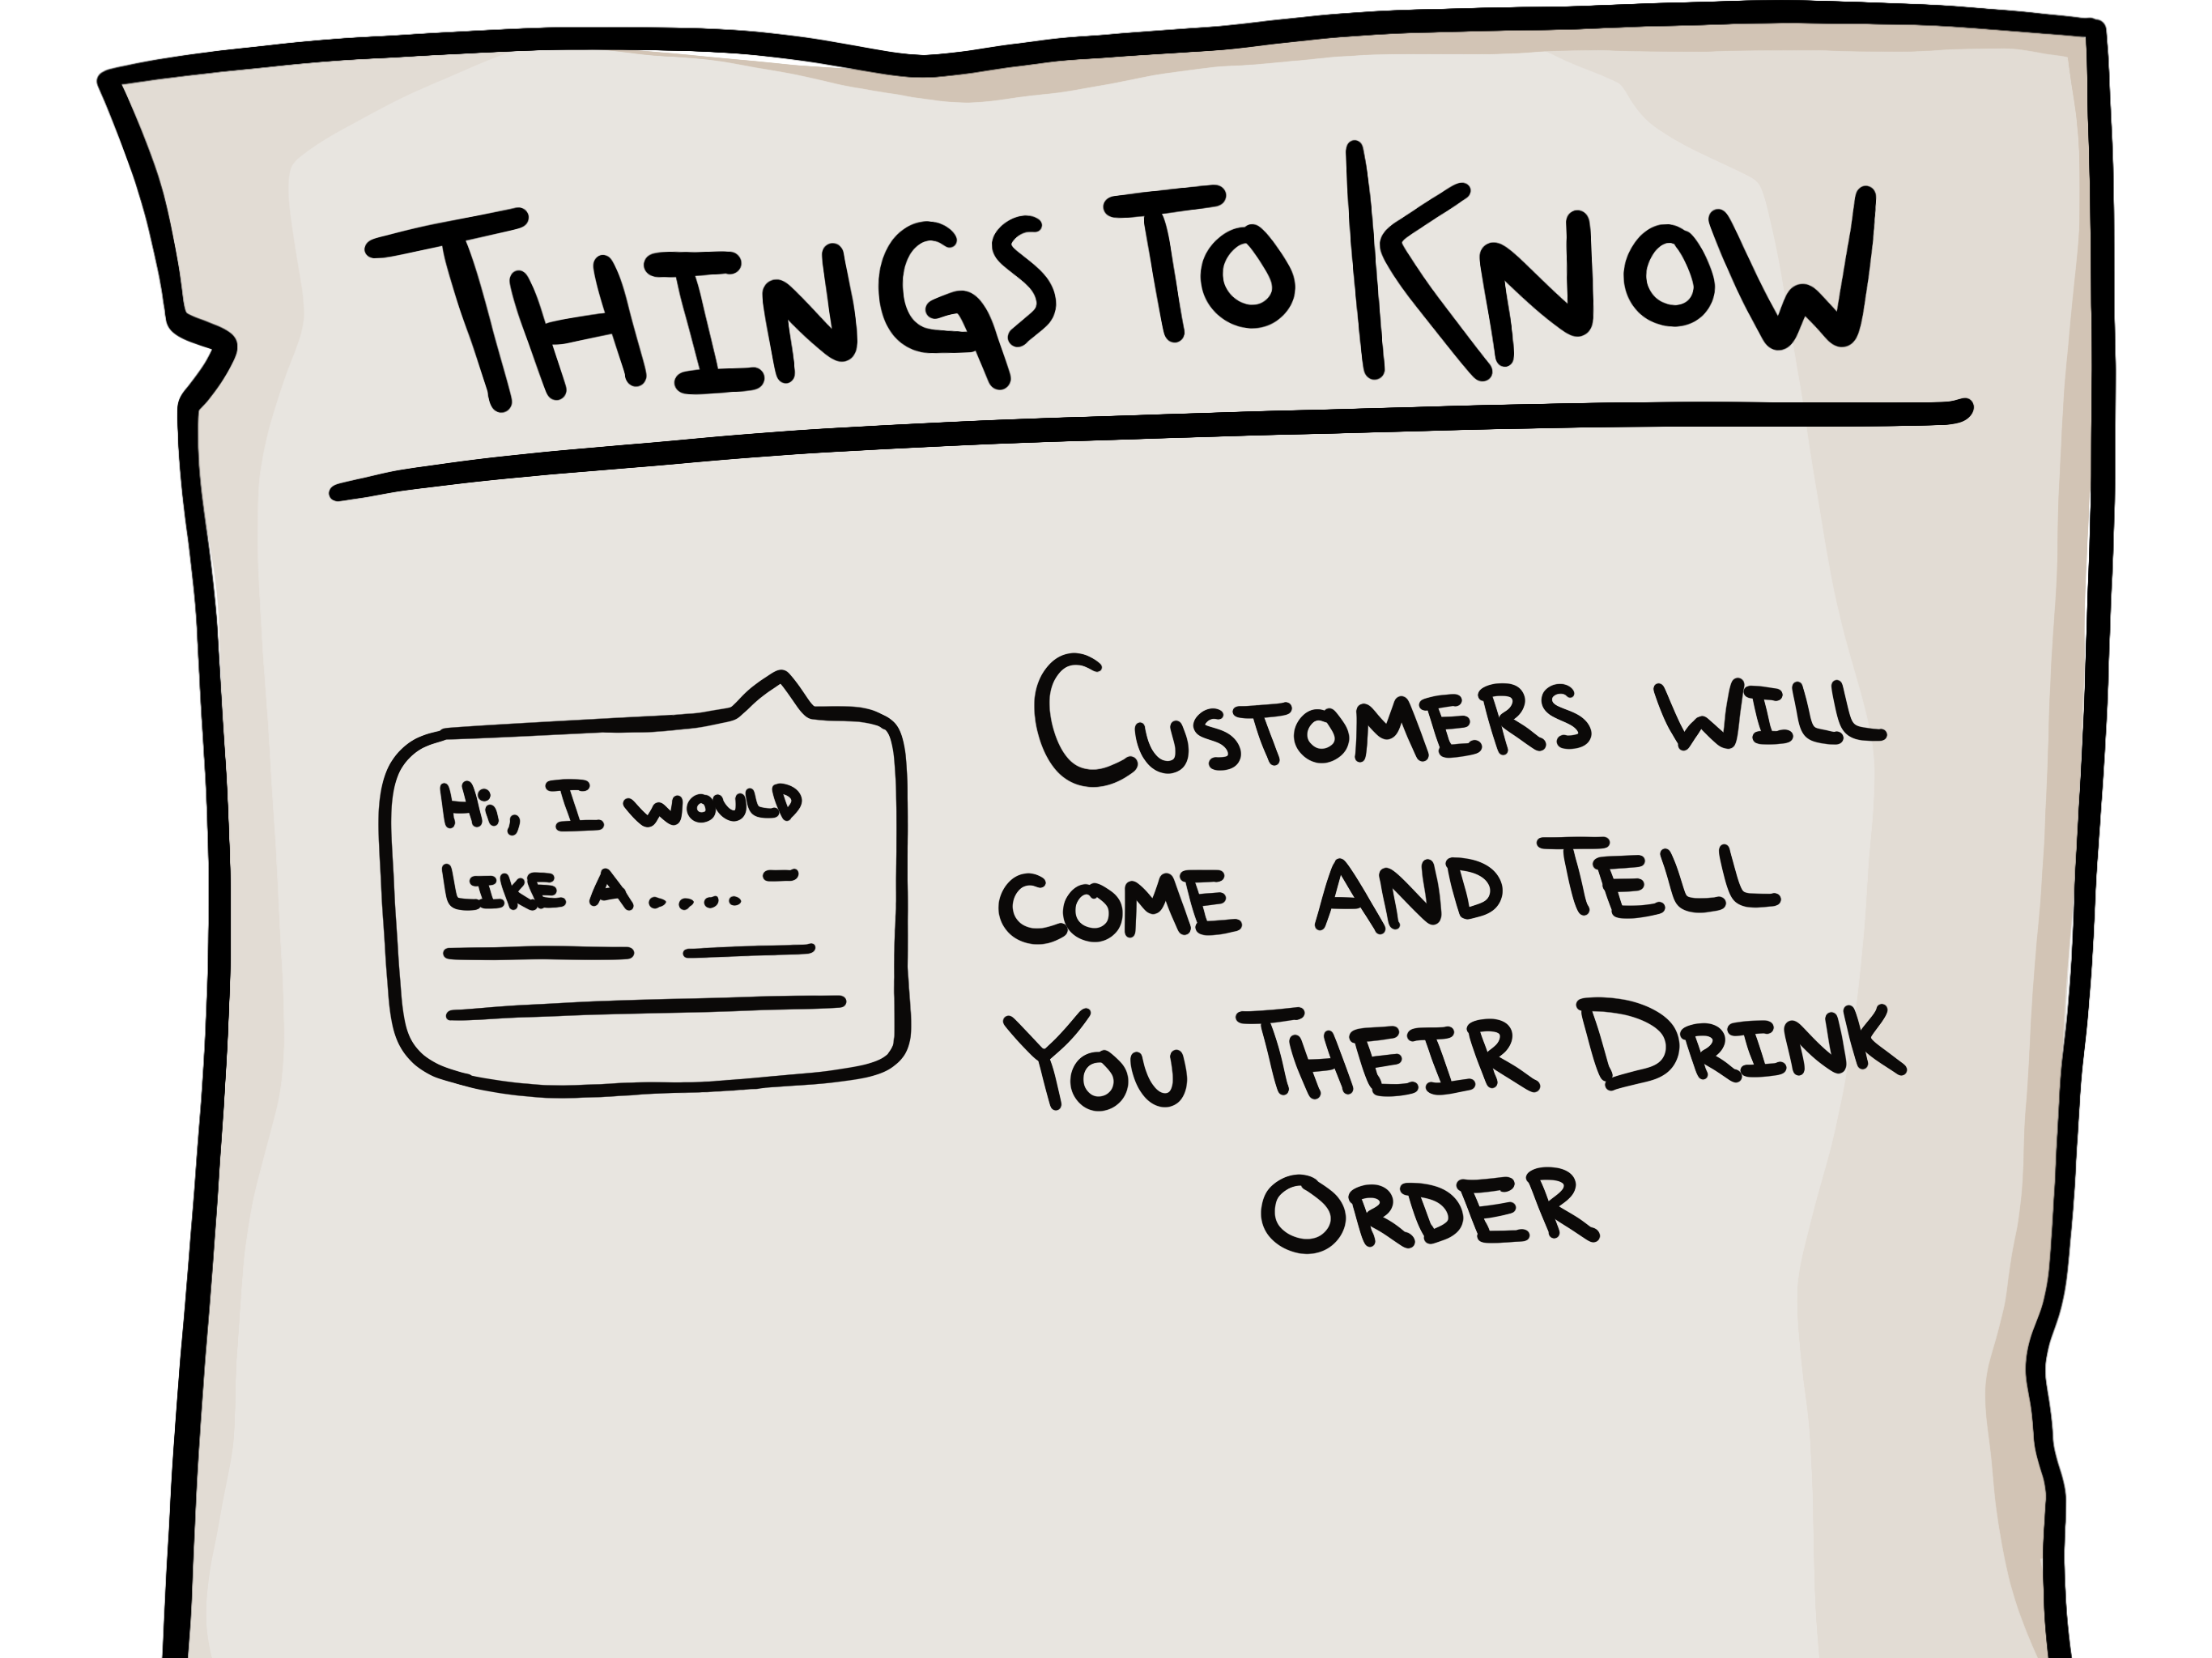 Things To Know
Hi, I would
like a....
Customers will
come and tell
you their drink
order